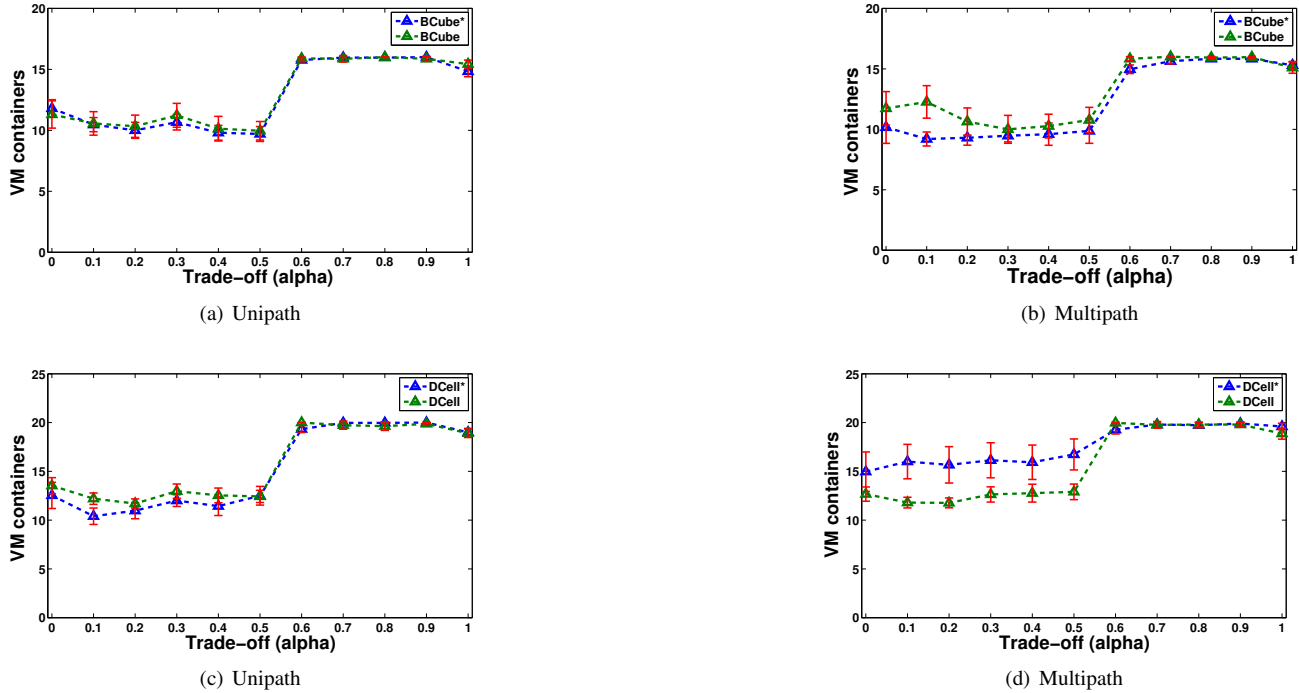 20
15
10
5
0
VM containers
BCube*
BCube
0 0.1 0.2 0.3 0.4 0.5 0.6 0.7 0.8 0.9 1
Trade-off (alpha)
(a) Unipath
20
15
10
5
0
VM containers
BCube*
BCube
0 0.1 0.2 0.3 0.4 0.5 0.6 0.7 0.8 0.9 1
Trade-off (alpha)
(b) Multipath
25
20
15
10
5
0
VM containers
DCell*
DCell
0 0.1 0.2 0.3 0.4 0.5 0.6 0.7 0.8 0.9 1
Trade-off (alpha)
(c) Unipath
25
20
15
10
5
0
VM containers
DCell*
DCell
0 0.1 0.2 0.3 0.4 0.5 0.6 0.7 0.8 0.9 1
Trade-off (alpha)
(d) Multipath